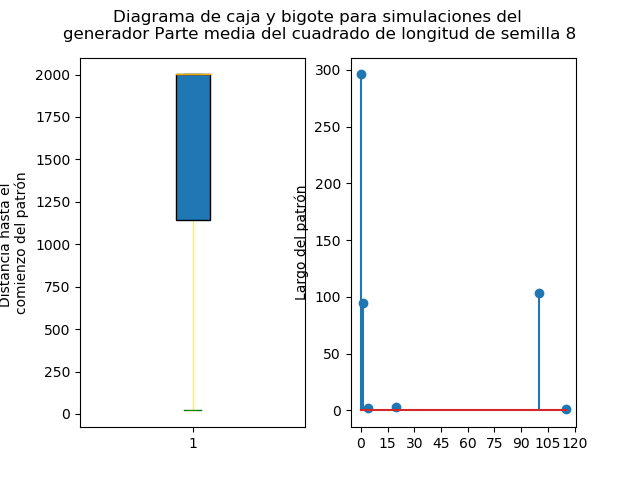 Diagrama de caja y bigote para simulaciones del
generador Parte media del cuadrado de longitud de semilla 8
Distancia hasta el
comienzo del patrón
2000
1750
1500
1250
1000
750
500
250
0
1
Largo del patrón
300
250
200
150
100
50
0
0 15 30 45 60 75 90 105 120